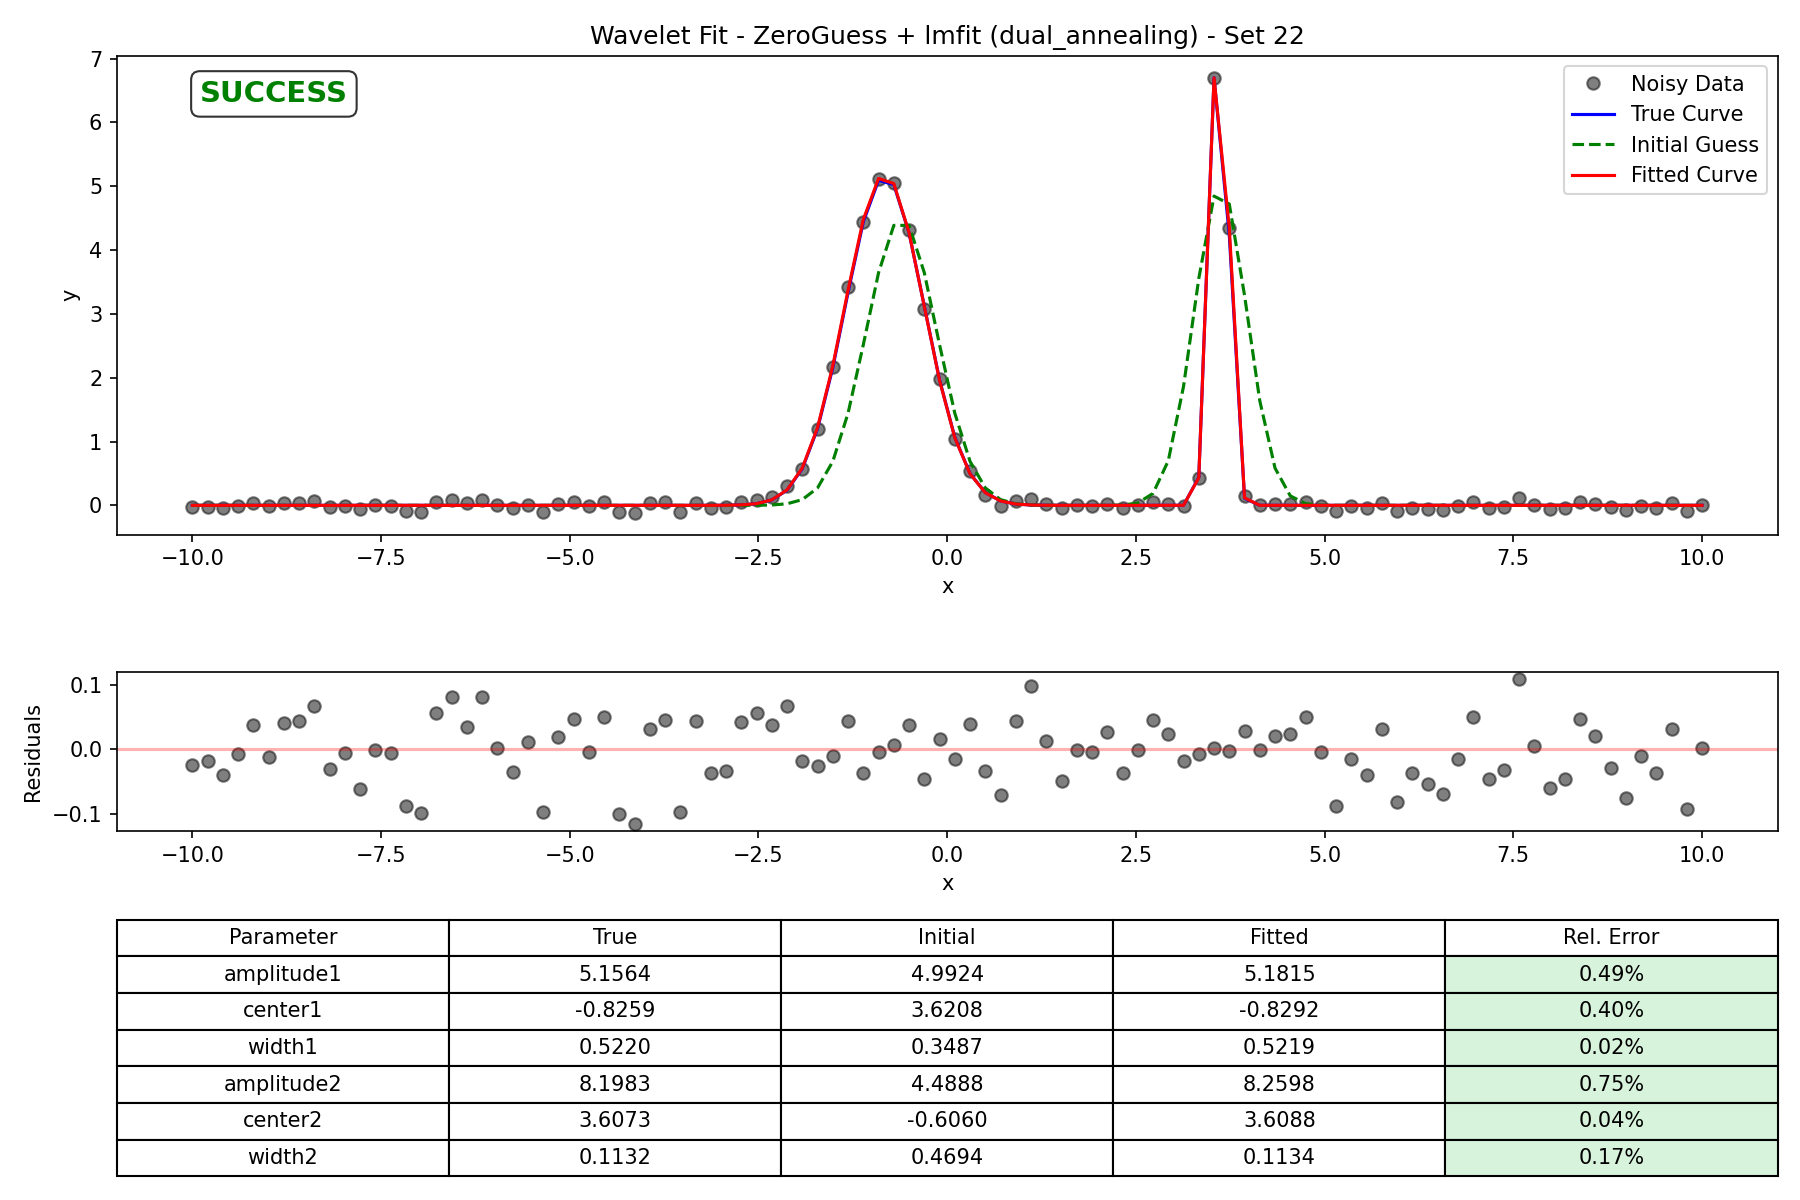 Wavelet Fit - ZeroGuess + lmfit (dual_annealing) - Set 22
SUCCESS
Noisy Data
True Curve
Initial Guess
Fitted Curve
y
7
6
5
4
3
2
1
0
−10.0 −7.5 −5.0 −2.5 0.0 2.5 5.0 7.5 10.0
x
Residuals
0.1
0.0
−0.1
−10.0 −7.5 −5.0 −2.5 0.0 2.5 5.0 7.5 10.0
x
Parameter True Initial Fitted Rel. Error
amplitude1 5.1564 4.9924 5.1815 0.49%
center1 -0.8259 3.6208 -0.8292 0.40%
width1 0.5220 0.3487 0.5219 0.02%
amplitude2 8.1983 4.4888 8.2598 0.75%
center2 3.6073 -0.6060 3.6088 0.04%
width2 0.1132 0.4694 0.1134 0.17%